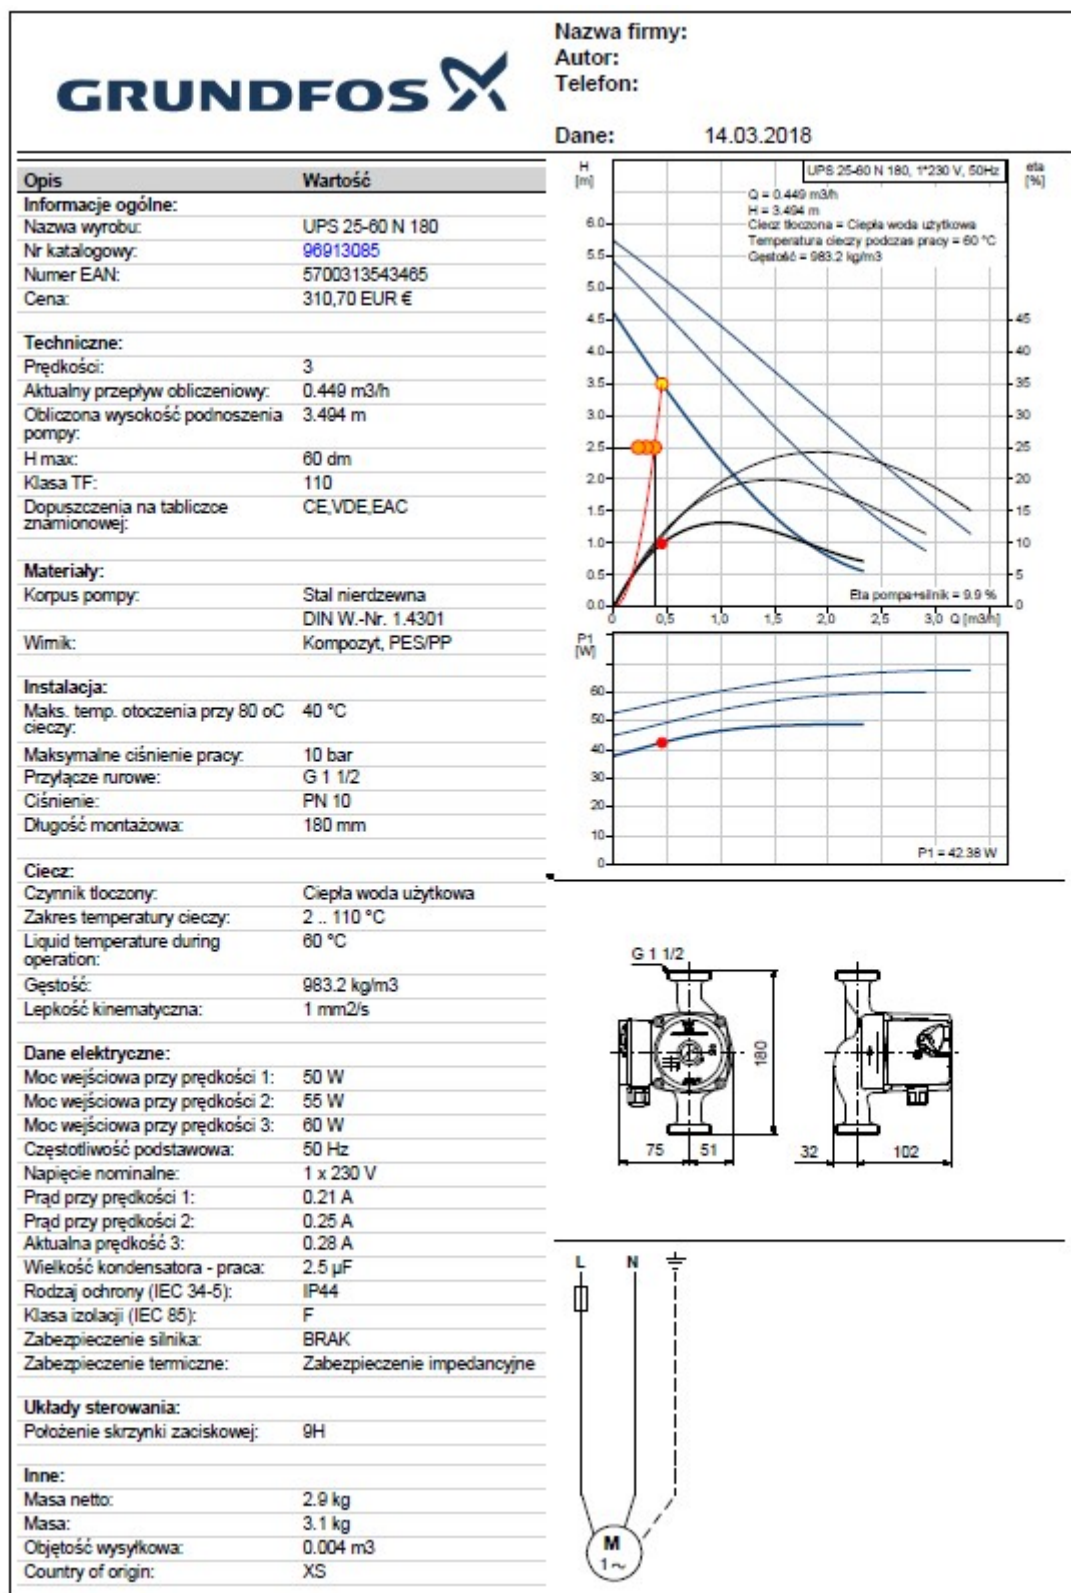 GRUNDFOS
Nazwa firmy:
Autor:
Telefon:
Dane: 14.03.2018
Opis Wartość
Informacje ogólne:
Nazwa wyrobu: UPS 25-60 N 180
Nr katalogowy: 96913085
Numer EAN: 5700313543465
Cena: 310,70 EUR €
Techniczne:
Prędkości: 3
Aktualny przepływ obliczeniowy: 0.449 m3/h
Obliczona wysokość podnoszenia 3.494 m
pompy:
H max: 60 dm
Klasa TF: 110
Dopuszczenia na tabliczce CE,VDE,EAC
znamionowej:
Materiały:
Korpus pompy: Stal nierdzewna
DIN W.-Nr. 1.4301
Wirnik: Kompozyt, PES/PP
Instalacja:
Maks. temp. otoczenia przy 80 oC 40 °C
cieczy:
Maksymalne ciśnienie pracy: 10 bar
Przyłącze rurowe: G 1 1/2
Ciśnienie: PN 10
Długość montażowa: 180 mm
Ciecz:
Czynnik tłoczony: Ciepła woda użytkowa
Zakres temperatury cieczy: 2 .. 110 °C
Liquid temperature during 60 °C
operation:
Gęstość: 983.2 kg/m3
Lepkość kinematyczna: 1 mm2/s
Dane elektryczne:
Moc wejściowa przy prędkości 1: 50 W
Moc wejściowa przy prędkości 2: 55 W
Moc wejściowa przy prędkości 3: 60 W
Częstotliwość podstawowa: 50 Hz
Napięcie nominalne: 1 x 230 V
Prąd przy prędkości 1: 0.21 A
Prąd przy prędkości 2: 0.25 A
Aktualna prędkość 3: 0.28 A
Wielkość kondensatora - praca: 2.5 µF
Rodzaj ochrony (IEC 34-5): IP44
Klasa izolacji (IEC 85): F
Zabezpieczenie silnika: BRAK
Zabezpieczenie termiczne: Zabezpieczenie impedancyjne
Układy sterowania:
Położenie skrzynki zaciskowej: 9H
Inne:
Masa netto: 2.9 kg
Masa: 3.1 kg
Objętość wysyłkowa: 0.004 m3
Country of origin: XS
H
[m]
UPS 25-60 N 180, 1*230 V, 50Hz
eta
[%]
Q = 0.449 m3/h
H = 3.494 m
Ciecz tłoczona = Ciepła woda użytkowa
Temperatura cieczy podczas pracy = 60 °C
Gęstość = 983.2 kg/m3
6.0
5.5
5.0
4.5 45
4.0 40
3.5 35
3.0 30
2.5 25
2.0 20
1.5 15
1.0 10
0.5 5
Eta pompa+silnik = 9.9 %
0.0 0
0 0,5 1,0 1,5 2,0 2,5 3,0 Q [m3/h]
P1
[W]
60
50
40
30
20
10
0
P1 = 42.38 W
G 1 1/2
180
75 51 32 102
L N
M
1~